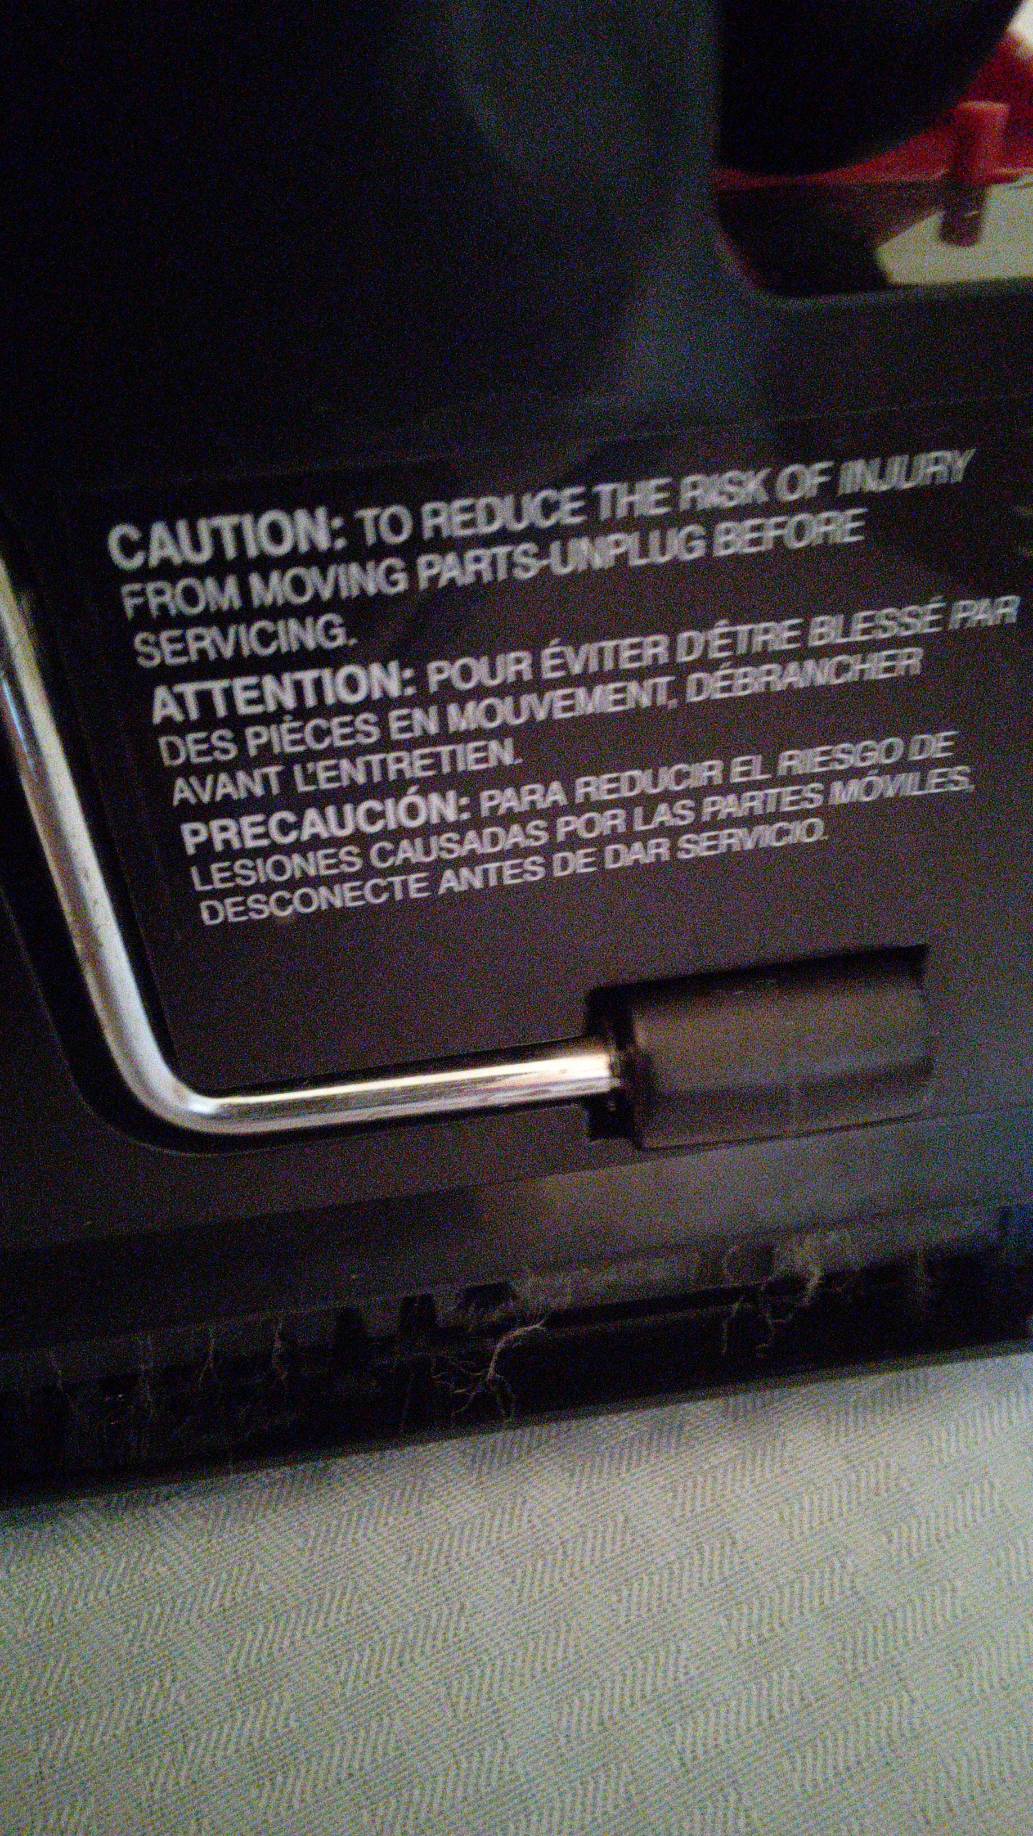 CAUTION: TO REDUCE THE RISK OF INJURY
FROM MOVING PARTS-UNPLUG BEFORE
SERVICING.
ATTENTION: POUR ÉVITER D'ÊTRE BLESSÉ PAR
DES PIÈCES EN MOUVEMENT, DÉBRANCHER
AVANT L'ENTRETIEN.
PRECAUCIÓN: PARA REDUCIR EL RIESGO DE
LESIONES CAUSADAS POR LAS PARTES MÓVILES,
DESCONECTE ANTES DE DAR SERVICIO.